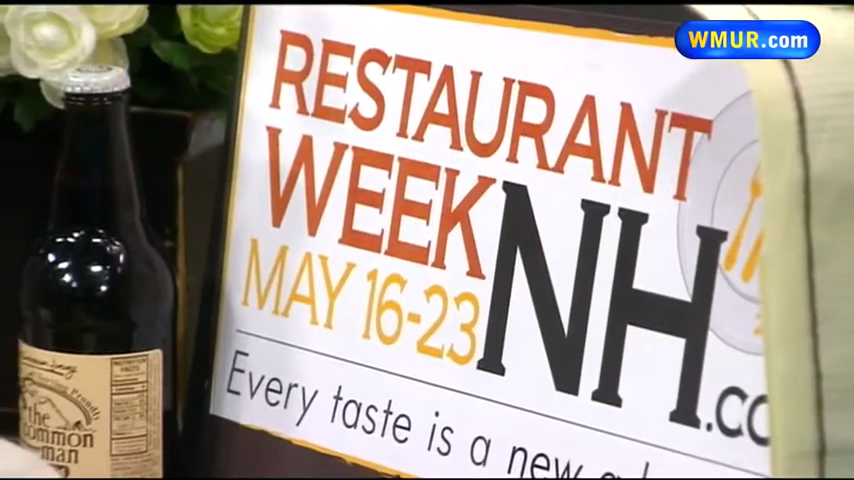 WMUR.com
RESTAURANT
WEEK NH.co
MAY 16-23
Every taste is a new
the
common
man